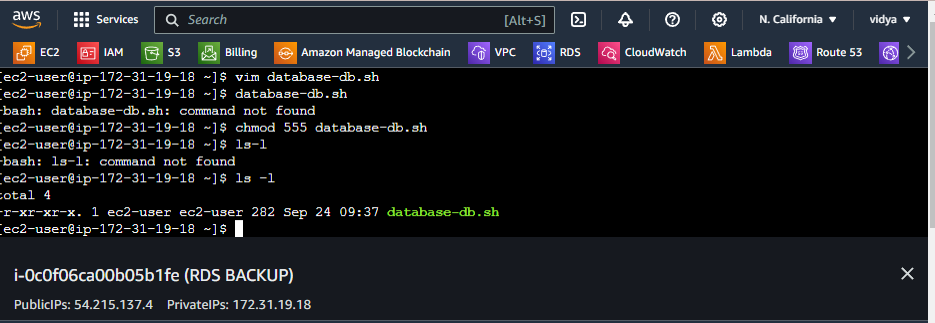 aws Services Search [Alt+S] N. California ▼ vidya ▼
EC2 IAM S3 Billing Amazon Managed Blockchain VPC RDS CloudWatch Lambda Route 53
[ec2-user@ip-172-31-19-18 ~]$ vim database-db.sh
[ec2-user@ip-172-31-19-18 ~]$ database-db.sh
-bash: database-db.sh: command not found
[ec2-user@ip-172-31-19-18 ~]$ chmod 555 database-db.sh
[ec2-user@ip-172-31-19-18 ~]$ ls-l
-bash: ls-l: command not found
[ec2-user@ip-172-31-19-18 ~]$ ls -l
total 4
-r-xr-xr-x. 1 ec2-user ec2-user 282 Sep 24 09:37 database-db.sh
[ec2-user@ip-172-31-19-18 ~]$
i-0c0f06ca00b05b1fe (RDS BACKUP)
PublicIPs: 54.215.137.4 PrivateIPs: 172.31.19.18